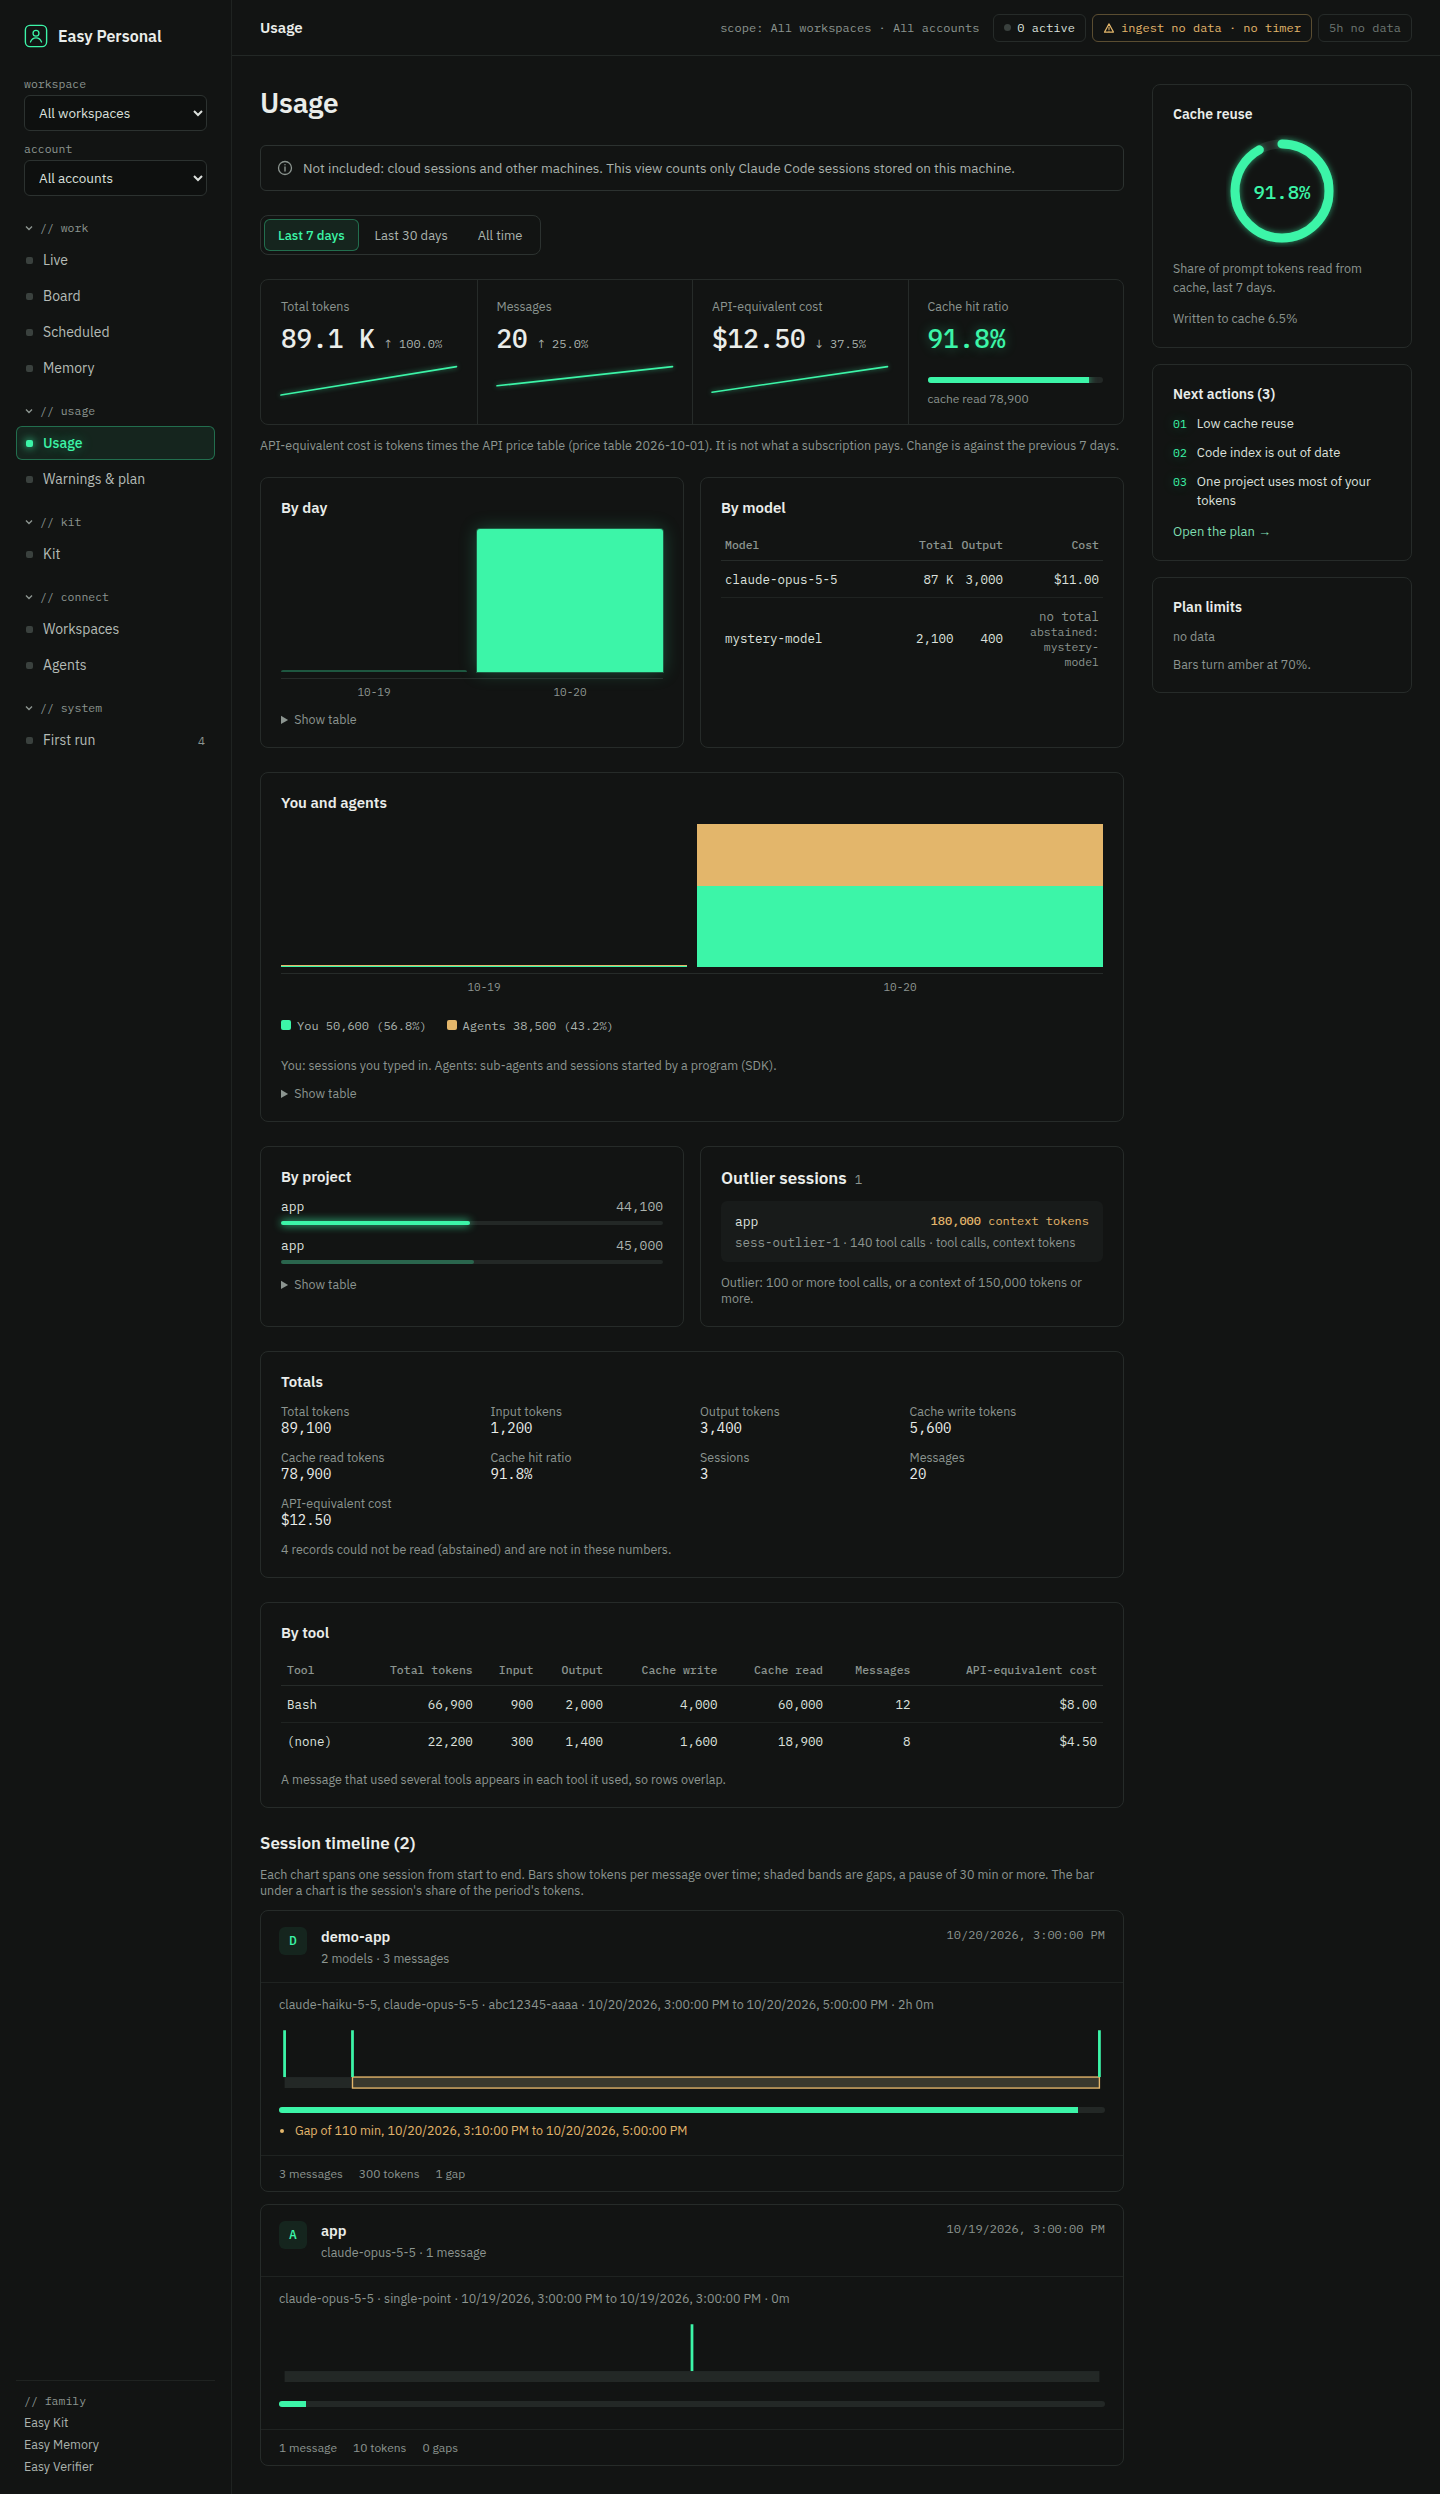 Easy Personal
workspace
All workspaces
account
All accounts
// work
Live
Board
Scheduled
Memory
// usage
Usage
Warnings & plan
// kit
Kit
// connect
Workspaces
Agents
// system
First run 4
// family
Easy Kit
Easy Memory
Easy Verifier
Usage
scope: All workspaces · All accounts
0 active
ingest no data · no timer
5h no data
Usage
Not included: cloud sessions and other machines. This view counts only Claude Code sessions stored on this machine.
Last 7 days Last 30 days All time
Total tokens
89.1 K ↑ 100.0%
Messages
20 ↑ 25.0%
API-equivalent cost
$12.50 ↓ 37.5%
Cache hit ratio
91.8%
cache read 78,900
API-equivalent cost is tokens times the API price table (price table 2026-10-01). It is not what a subscription pays. Change is against the previous 7 days.
By day
10-19 10-20
▶ Show table
By model
Model Total Output Cost
claude-opus-5-5 87 K 3,000 $11.00
mystery-model 2,100 400 no total
abstained:
mystery-
model
You and agents
10-19 10-20
You 50,600 (56.8%) Agents 38,500 (43.2%)
You: sessions you typed in. Agents: sub-agents and sessions started by a program (SDK).
▶ Show table
By project
app 44,100
app 45,000
▶ Show table
Outlier sessions 1
app 180,000 context tokens
sess-outlier-1 · 140 tool calls · tool calls, context tokens
Outlier: 100 or more tool calls, or a context of 150,000 tokens or
more.
Totals
Total tokens Input tokens Output tokens Cache write tokens
89,100 1,200 3,400 5,600
Cache read tokens Cache hit ratio Sessions Messages
78,900 91.8% 3 20
API-equivalent cost
$12.50
4 records could not be read (abstained) and are not in these numbers.
By tool
Tool Total tokens Input Output Cache write Cache read Messages API-equivalent cost
Bash 66,900 900 2,000 4,000 60,000 12 $8.00
(none) 22,200 300 1,400 1,600 18,900 8 $4.50
A message that used several tools appears in each tool it used, so rows overlap.
Session timeline (2)
Each chart spans one session from start to end. Bars show tokens per message over time; shaded bands are gaps, a pause of 30 min or more. The bar
under a chart is the session's share of the period's tokens.
D demo-app 10/20/2026, 3:00:00 PM
2 models · 3 messages
claude-haiku-5-5, claude-opus-5-5 · abc12345-aaaa · 10/20/2026, 3:00:00 PM to 10/20/2026, 5:00:00 PM · 2h 0m
• Gap of 110 min, 10/20/2026, 3:10:00 PM to 10/20/2026, 5:00:00 PM
3 messages 300 tokens 1 gap
A app 10/19/2026, 3:00:00 PM
claude-opus-5-5 · 1 message
claude-opus-5-5 · single-point · 10/19/2026, 3:00:00 PM to 10/19/2026, 3:00:00 PM · 0m
1 message 10 tokens 0 gaps
Cache reuse
91.8%
Share of prompt tokens read from
cache, last 7 days.
Written to cache 6.5%
Next actions (3)
01 Low cache reuse
02 Code index is out of date
03 One project uses most of your
tokens
Open the plan →
Plan limits
no data
Bars turn amber at 70%.